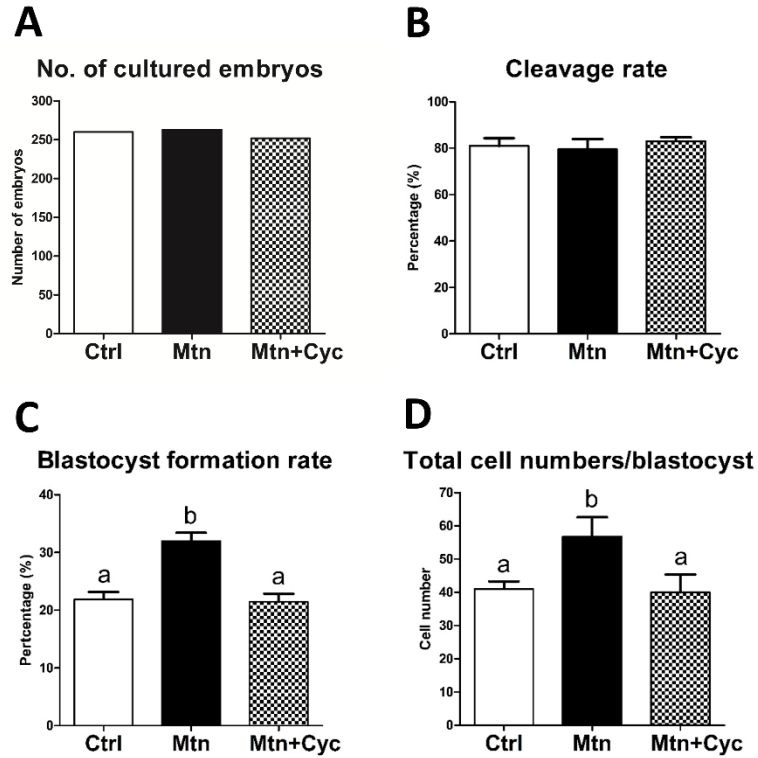 A
No. of cultured embryos
Number of embryos
300
250
200
150
100
50
0
Ctrl Mtn Mtn+Cyc
B
Cleavage rate
Percentage (%)
100
80
60
40
20
0
Ctrl Mtn Mtn+Cyc
C
Blastocyst formation rate
Pertcentage (%)
40
30
20
10
0
a b a
Ctrl Mtn Mtn+Cyc
D
Total cell numbers/blastocyst
Cell number
70
60
50
40
30
20
10
0
a b a
Ctrl Mtn Mtn+Cyc